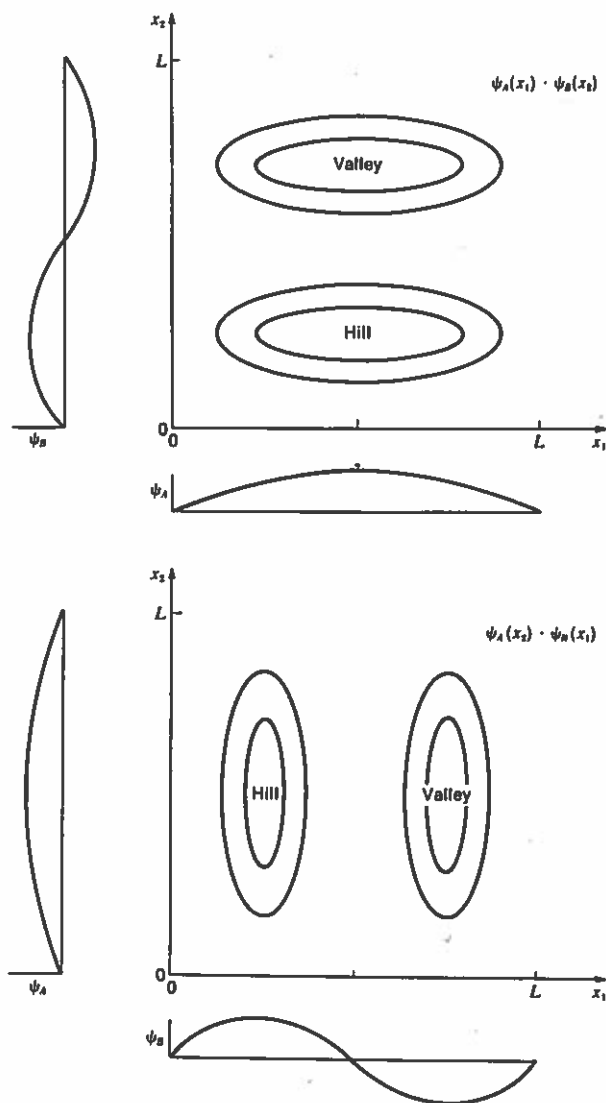 x₂
L
ψ_A(x₁) · ψ_B(x₂)
Valley
Hill
0
ψ_B
0
L
x₁
ψ_A
x₂
L
ψ_A(x₂) · ψ_B(x₁)
Hill
Valley
0
ψ_A
0
L
x₁
ψ_B